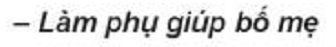 – Làm phụ giúp bố mẹ